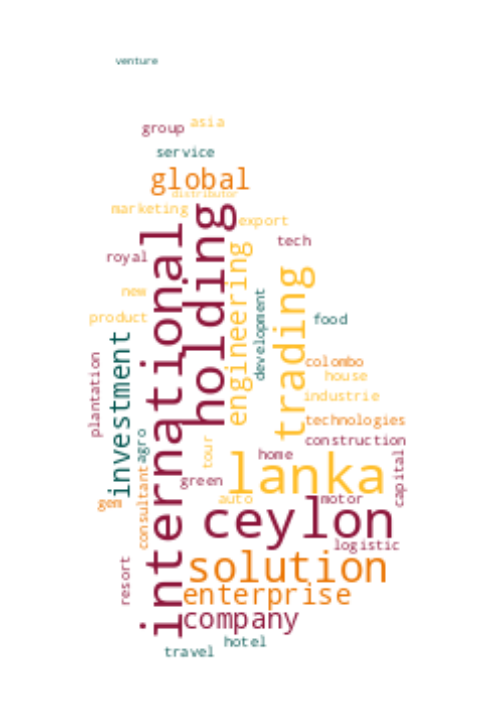 venture
asia
group
service
global
distributor
marketing
holding
export
international
tech
engineering
royal
trading
new
development
product
food
investment
plantation
colombo
house
industrie
technologies
agro
tour
construction
home
lanka
capital
consultant
green
auto
motor
gem
ceylon
logistic
solution
resort
enterprise
company
hotel
travel